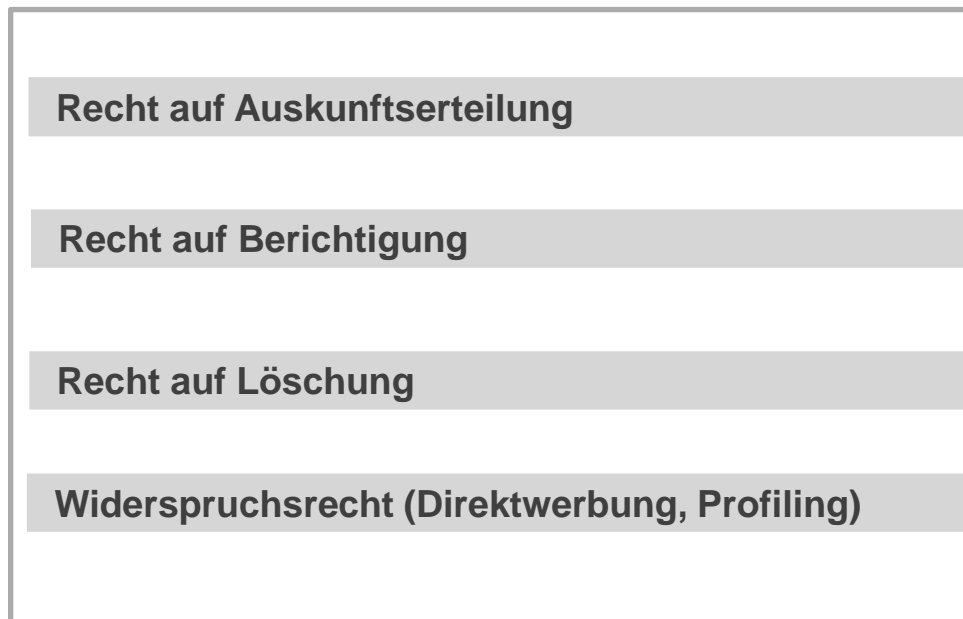 Recht auf Auskunftserteilung
Recht auf Berichtigung
Recht auf Löschung
Widerspruchsrecht (Direktwerbung, Profiling)